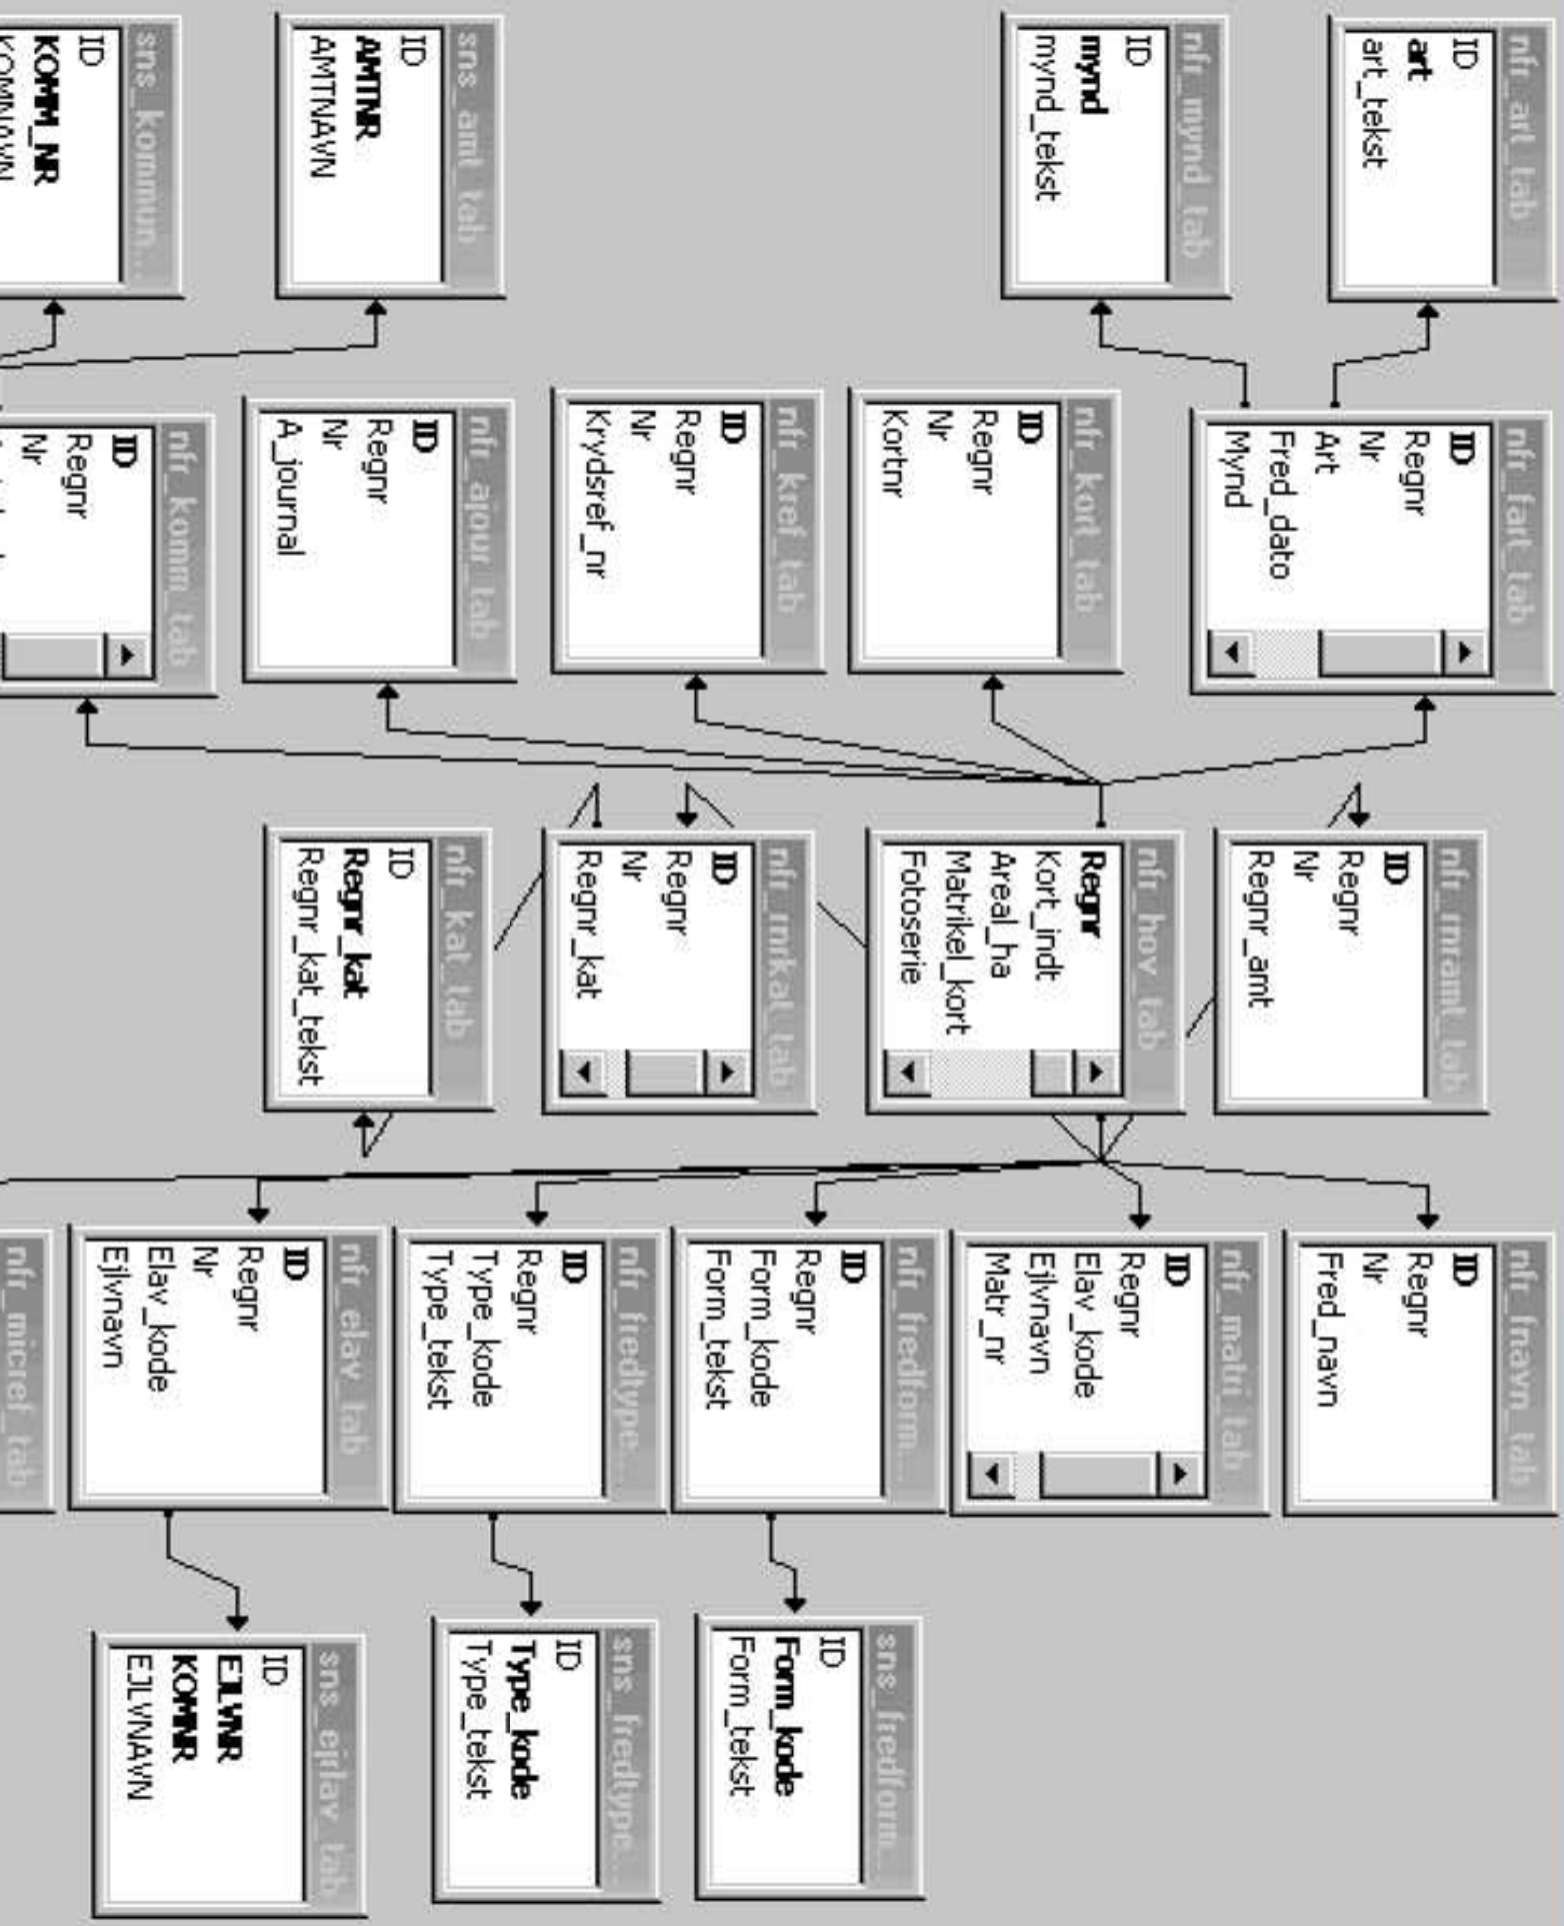 nfr_art_tab
ID
art
art_tekst
nfr_mynd_tab
ID
mynd
mynd_tekst
sns_amt_tab
ID
AMTNR
AMTNAVN
sns_kommun...
ID
KOMM_NR
KOMNAVN
nfr_fart_tab
ID
Regnr
Nr
Art
Fred_dato
Mynd
nfr_kort_tab
ID
Regnr
Nr
Kortnr
nfr_kref_tab
ID
Regnr
Nr
Krydsref_nr
nfr_ajour_tab
ID
Regnr
Nr
A_journal
nfr_komm_tab
ID
Regnr
Nr
nfr_rnramt_tab
ID
Regnr
Nr
Regnr_amt
nfr_hov_tab
Regnr
Kort_indt
Areal_ha
Matrikel_kort
Fotoserie
nfr_rnrkat_tab
ID
Regnr
Nr
Regnr_kat
nfr_kat_tab
ID
Regnr_kat
Regnr_kat_tekst
nfr_fnavn_tab
ID
Regnr
Nr
Fred_navn
nfr_matri_tab
ID
Regnr
Elav_kode
Ejlvnavn
Matr_nr
nfr_fredform...
ID
Regnr
Form_kode
Form_tekst
nfr_fredtype...
ID
Regnr
Type_kode
Type_tekst
nfr_elav_tab
ID
Regnr
Nr
Elav_kode
Ejlvnavn
nfr_micref_tab
sns_fredform...
ID
Form_kode
Form_tekst
sns_fredtype...
ID
Type_kode
Type_tekst
sns_ejrlav_tab
ID
EJLVNR
KOMNR
EJLVNAVN